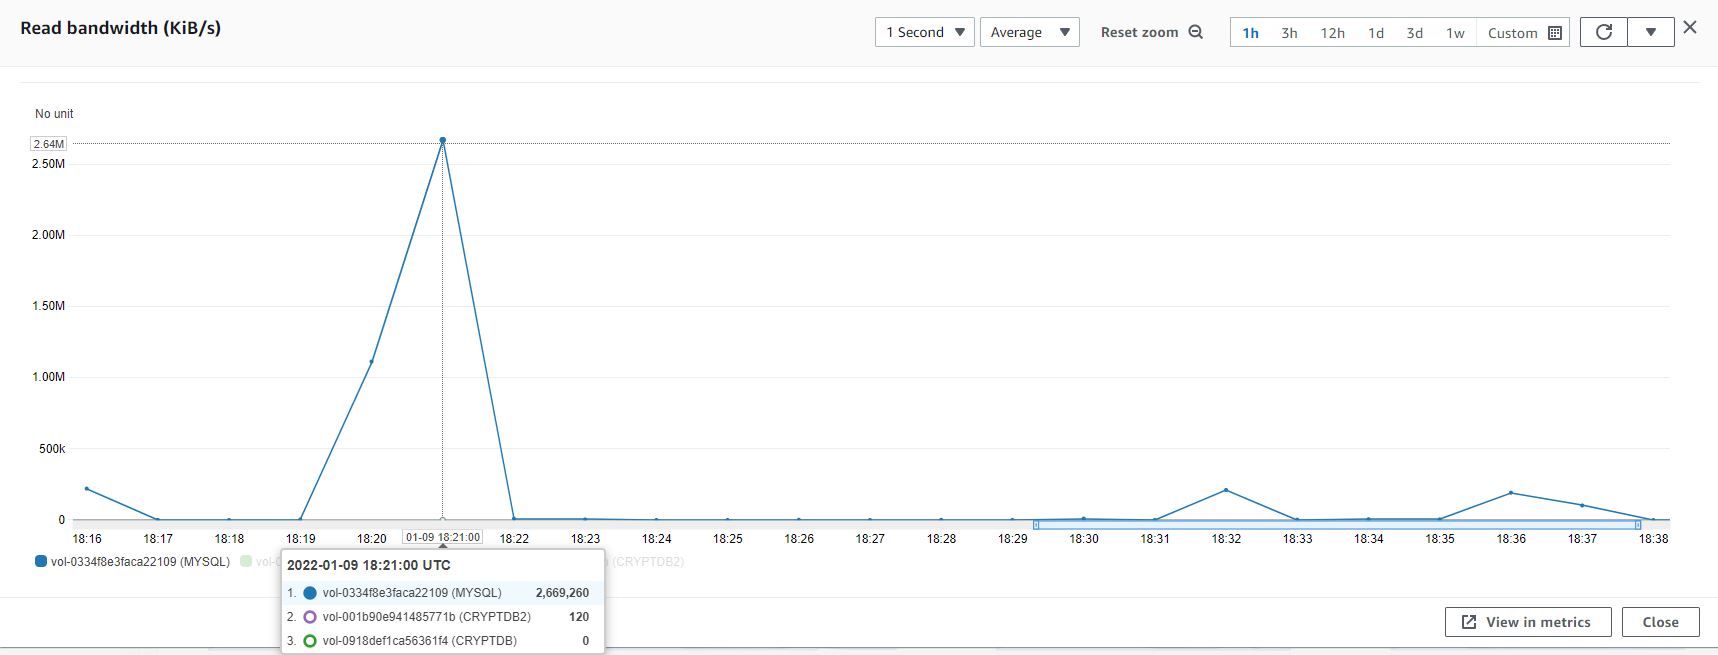 Read bandwidth (KiB/s)
1 Second Average Reset zoom 1h 3h 12h 1d 3d 1w Custom
No unit
2.64M
2.50M
2.00M
1.50M
1.00M
500k
0
18:16 18:17 18:18 18:19 18:20 01-09 18:21:00 18:22 18:23 18:24 18:25 18:26 18:27 18:28 18:29 18:30 18:31 18:32 18:33 18:34 18:35 18:36 18:37 18:38
vol-0334f8e3faca22109 (MYSQL) (CRYPTDB2)
2022-01-09 18:21:00 UTC
1. vol-0334f8e3faca22109 (MYSQL) 2,669,260
2. vol-001b90e941485771b (CRYPTDB2) 120
3. vol-0918def1ca56361f4 (CRYPTDB) 0
View in metrics Close